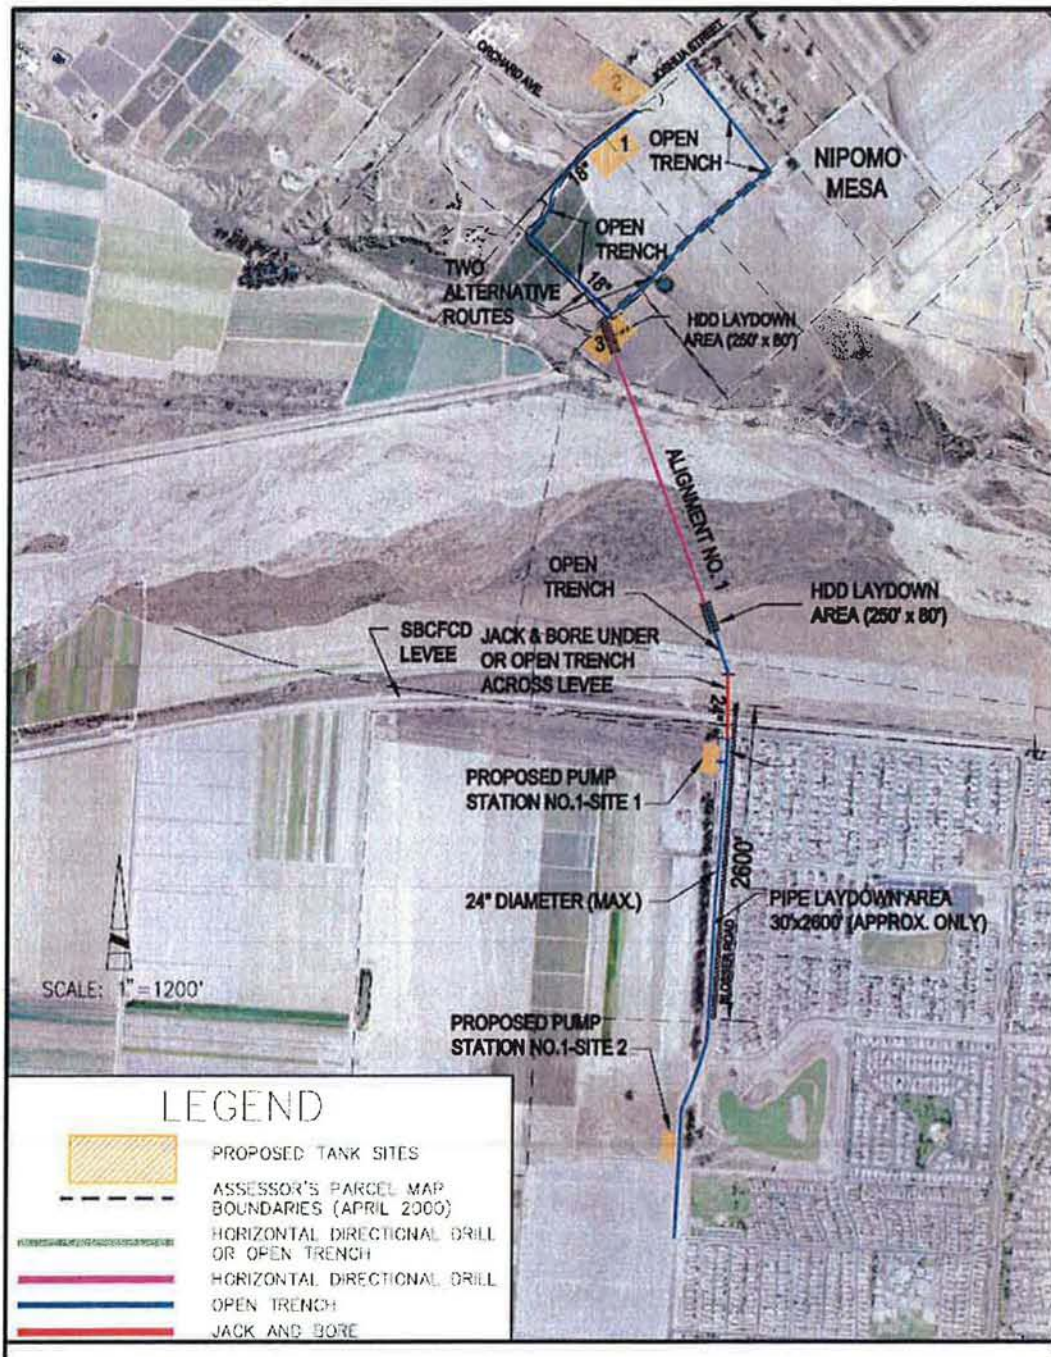 ORCHARD AVE.
JOSHUA STREET
2
1
OPEN
TRENCH
NIPOMO
MESA
18"
OPEN
TRENCH
TWO
ALTERNATIVE
ROUTES
18"
HDD LAYDOWN
AREA (250' x 80')
3
ALIGNMENT NO. 1
OPEN
TRENCH
HDD LAYDOWN
AREA (250' x 80')
SBCFCD
LEVEE
JACK & BORE UNDER
OR OPEN TRENCH
ACROSS LEVEE
24"
PROPOSED PUMP
STATION NO.1-SITE 1
2600'
24" DIAMETER (MAX.)
PIPE LAYDOWN AREA
30'x2600' (APPROX. ONLY)
BLOSSER ROAD
SCALE: 1"=1200'
PROPOSED PUMP
STATION NO.1-SITE 2
LEGEND
PROPOSED TANK SITES
ASSESSOR'S PARCEL MAP
BOUNDARIES (APRIL 2000)
HORIZONTAL DIRECTIONAL DRILL
OR OPEN TRENCH
HORIZONTAL DIRECTIONAL DRILL
OPEN TRENCH
JACK AND BORE